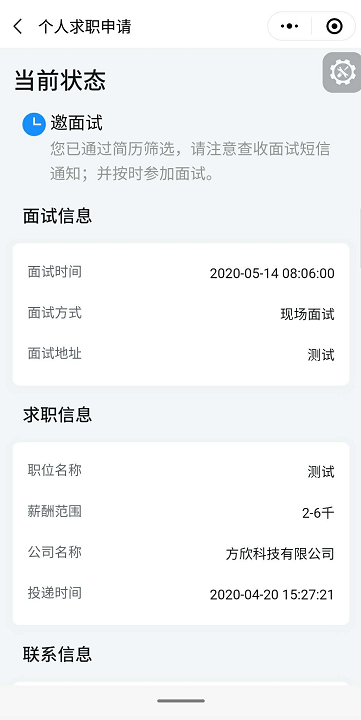 个人求职申请
当前状态
邀面试
您已通过简历筛选，请注意查收面试短信
通知；并按时参加面试。
面试信息
面试时间 2020-05-14 08:06:00
面试方式 现场面试
面试地址 测试
求职信息
职位名称 测试
薪酬范围 2-6千
公司名称 方欣科技有限公司
投递时间 2020-04-20 15:27:21
联系信息